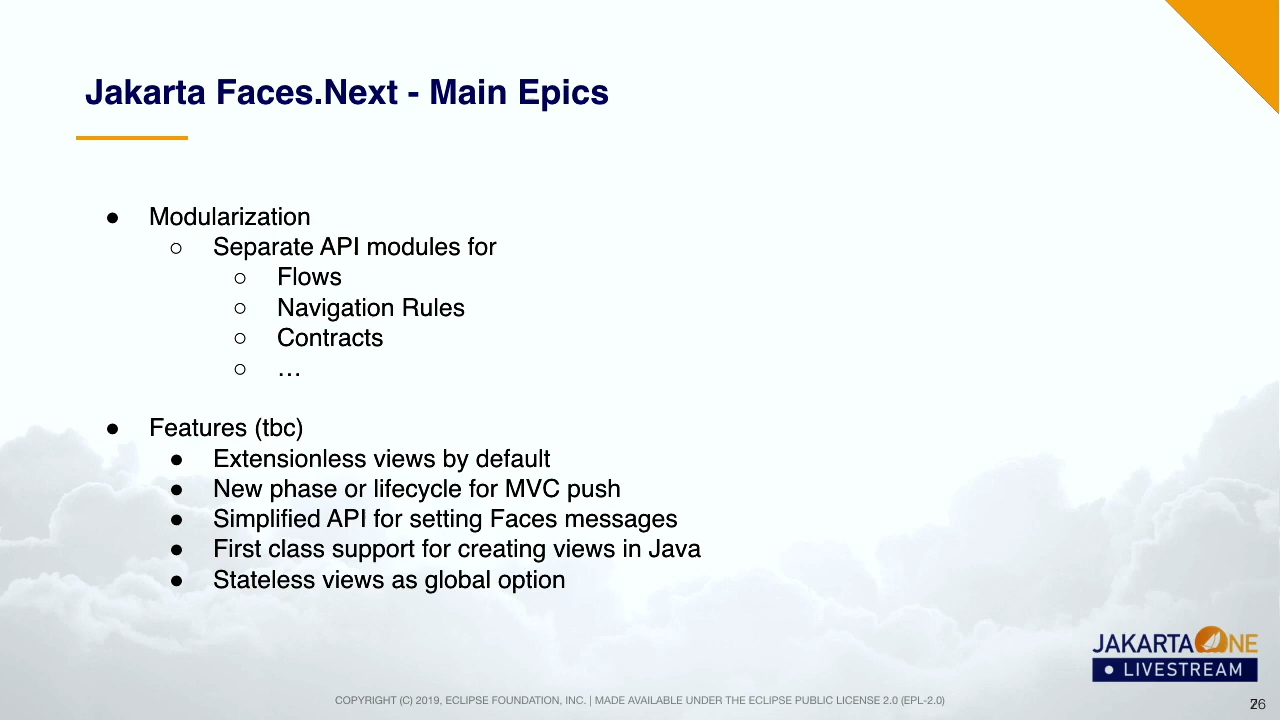 Jakarta Faces.Next - Main Epics
● Modularization
○ Separate API modules for
○ Flows
○ Navigation Rules
○ Contracts
○ …
● Features (tbc)
● Extensionless views by default
● New phase or lifecycle for MVC push
● Simplified API for setting Faces messages
● First class support for creating views in Java
● Stateless views as global option
JAKARTA ONE
LIVESTREAM
COPYRIGHT (C) 2019, ECLIPSE FOUNDATION, INC. | MADE AVAILABLE UNDER THE ECLIPSE PUBLIC LICENSE 2.0 (EPL-2.0)